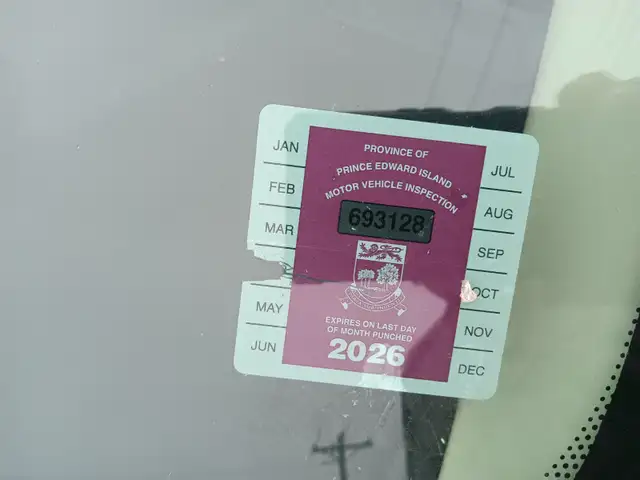 JAN
FEB
MAR
MAY
JUN
PROVINCE OF
PRINCE EDWARD ISLAND
MOTOR VEHICLE INSPECTION
693128
EXPIRES ON LAST DAY
OF MONTH PUNCHED
2026
JUL
AUG
SEP
OCT
NOV
DEC